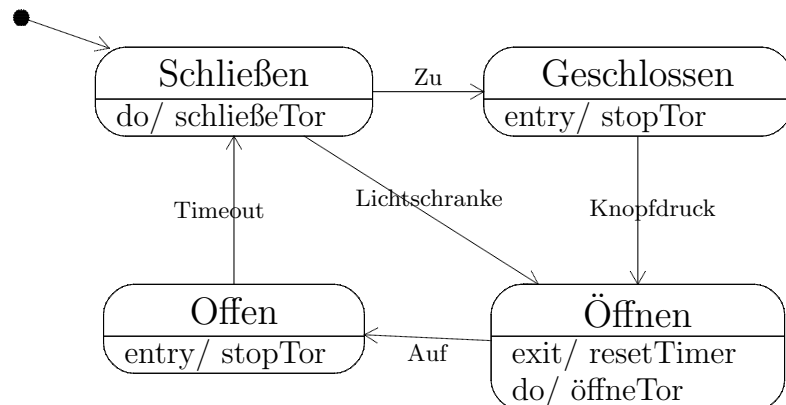 Schließen
do/ schließeTor
Zu
Geschlossen
entry/ stopTor
Timeout
Lichtschranke
Knopfdruck
Offen
entry/ stopTor
Auf
Öffnen
exit/ resetTimer
do/ öffneTor